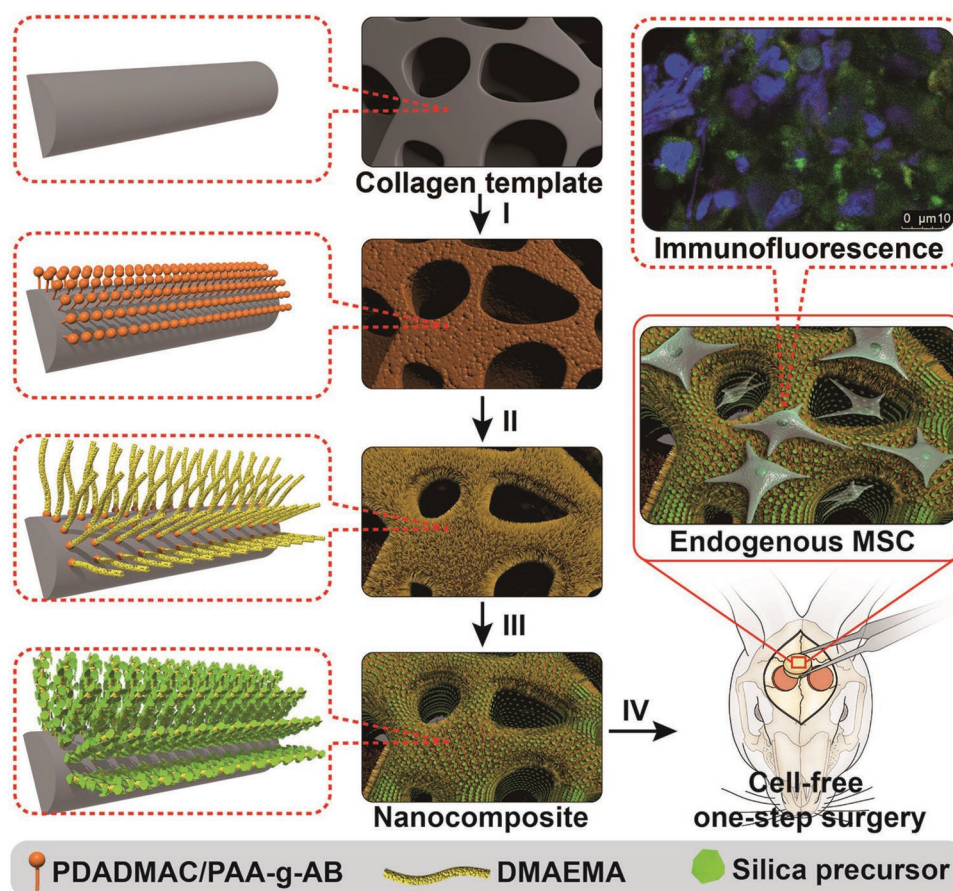 Collagen template
I
II
III
Nanocomposite
IV
0 µm10
Immunofluorescence
Endogenous MSC
Cell-free
one-step surgery
PDADMAC/PAA-g-AB
DMAEMA
Silica precursor